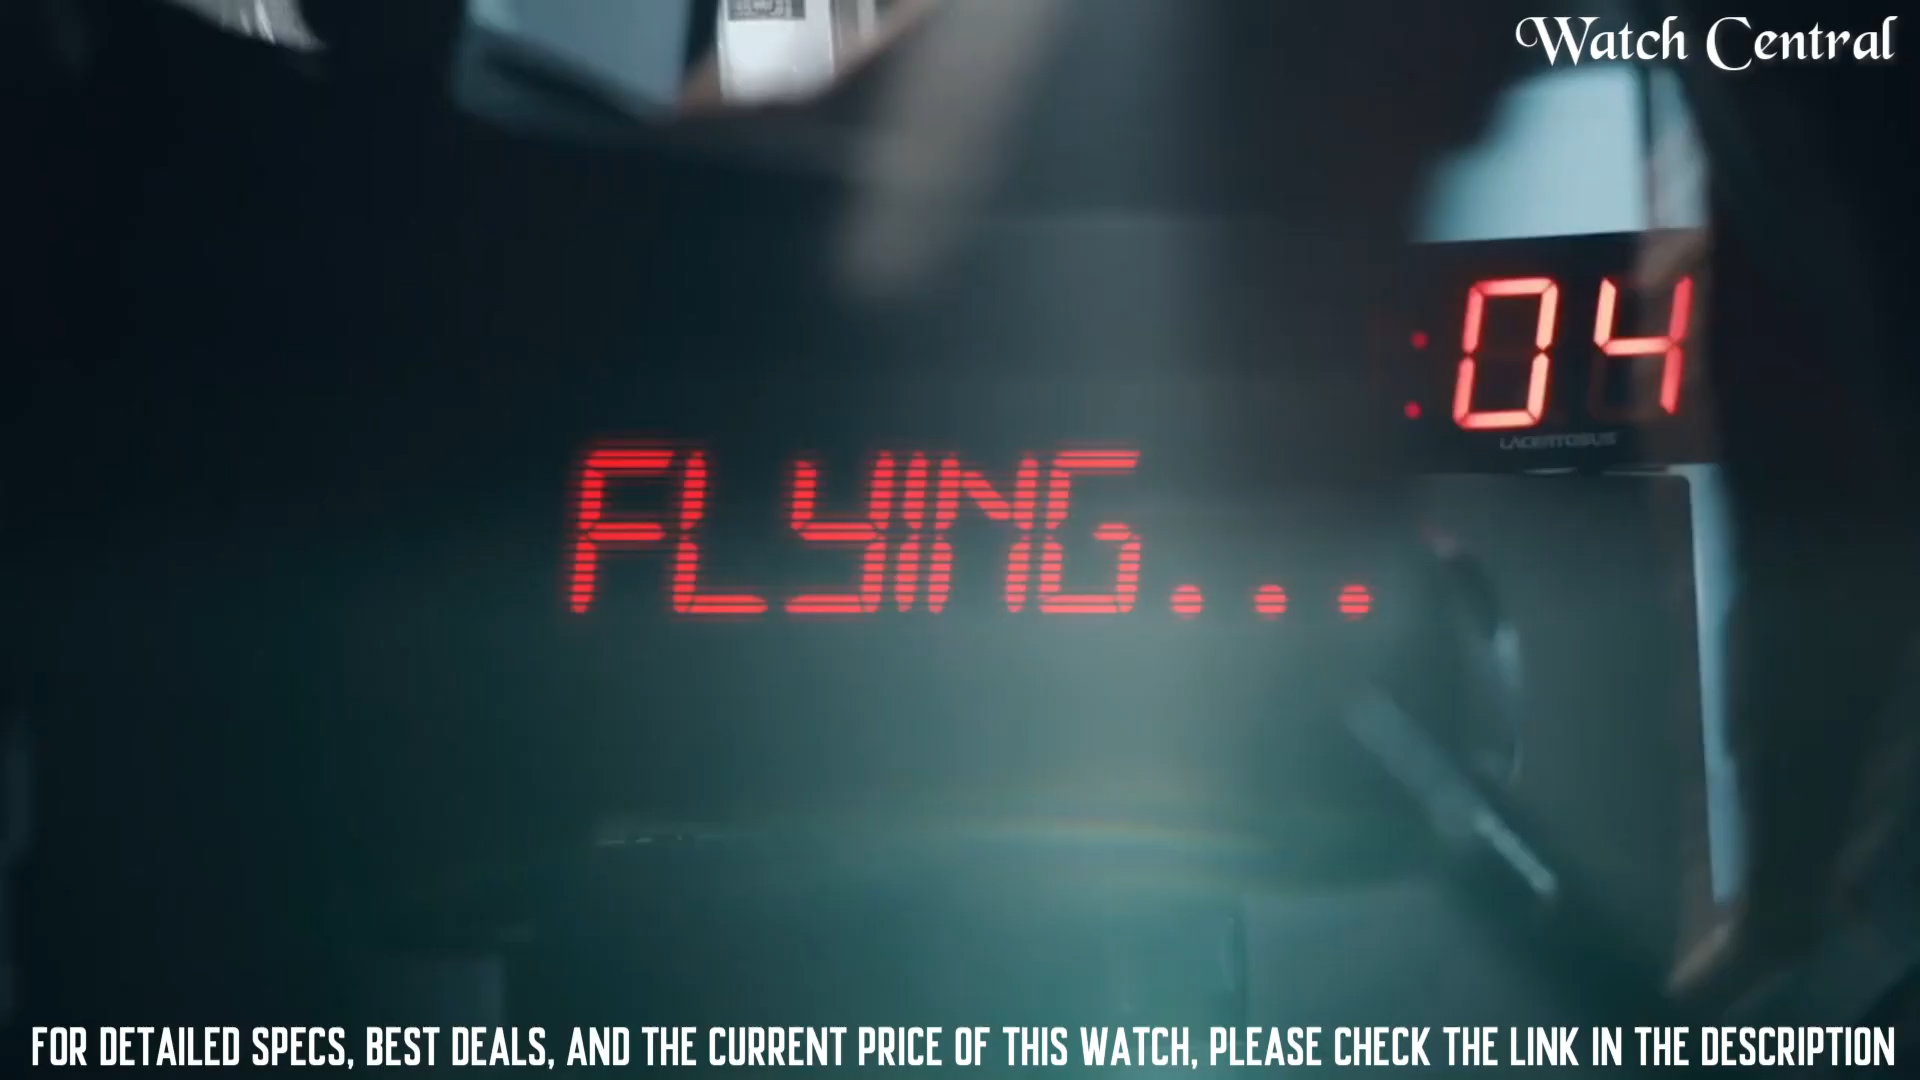 Watch Central
:04
LACERTOSUS
FLYING...
FOR DETAILED SPECS, BEST DEALS, AND THE CURRENT PRICE OF THIS WATCH, PLEASE CHECK THE LINK IN THE DESCRIPTION